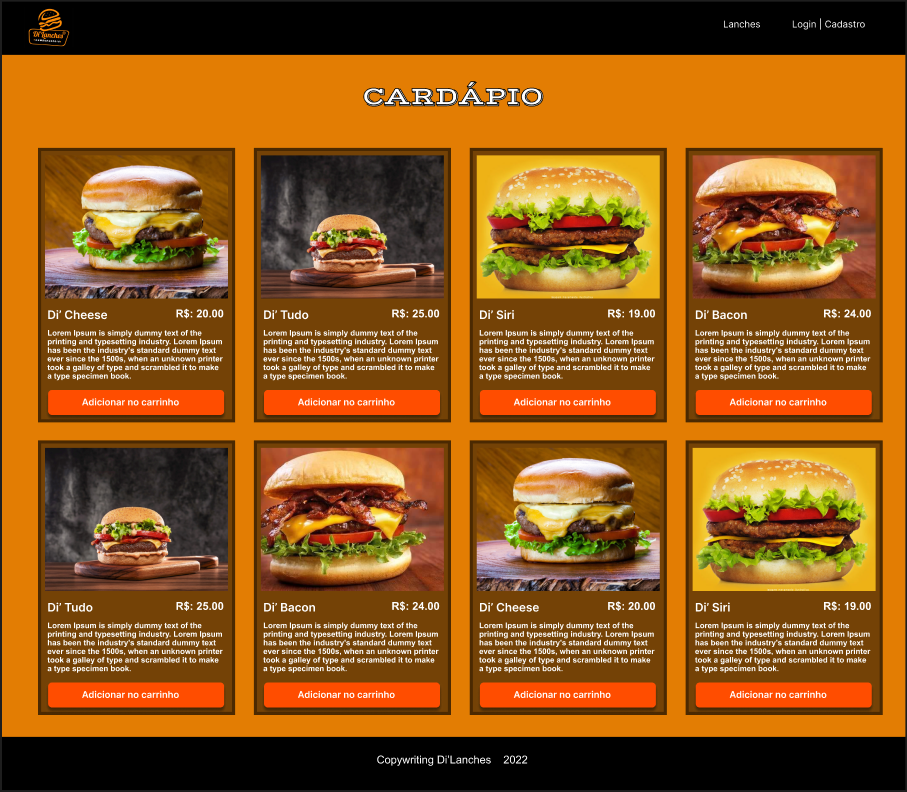 Di'Lanches
Lanches
Login | Cadastro
CARDÁPIO
Di' Cheese
R$: 20.00
Lorem Ipsum is simply dummy text of the
printing and typesetting industry. Lorem Ipsum
has been the industry's standard dummy text
ever since the 1500s, when an unknown printer
took a galley of type and scrambled it to make
a type specimen book.
Adicionar no carrinho
Di' Tudo
R$: 25.00
Lorem Ipsum is simply dummy text of the
printing and typesetting industry. Lorem Ipsum
has been the industry's standard dummy text
ever since the 1500s, when an unknown printer
took a galley of type and scrambled it to make
a type specimen book.
Adicionar no carrinho
Di' Siri
R$: 19.00
Lorem Ipsum is simply dummy text of the
printing and typesetting industry. Lorem Ipsum
has been the industry's standard dummy text
ever since the 1500s, when an unknown printer
took a galley of type and scrambled it to make
a type specimen book.
Adicionar no carrinho
Di' Bacon
R$: 24.00
Lorem Ipsum is simply dummy text of the
printing and typesetting industry. Lorem Ipsum
has been the industry's standard dummy text
ever since the 1500s, when an unknown printer
took a galley of type and scrambled it to make
a type specimen book.
Adicionar no carrinho
Di' Tudo
R$: 25.00
Lorem Ipsum is simply dummy text of the
printing and typesetting industry. Lorem Ipsum
has been the industry's standard dummy text
ever since the 1500s, when an unknown printer
took a galley of type and scrambled it to make
a type specimen book.
Adicionar no carrinho
Di' Bacon
R$: 24.00
Lorem Ipsum is simply dummy text of the
printing and typesetting industry. Lorem Ipsum
has been the industry's standard dummy text
ever since the 1500s, when an unknown printer
took a galley of type and scrambled it to make
a type specimen book.
Adicionar no carrinho
Di' Cheese
R$: 20.00
Lorem Ipsum is simply dummy text of the
printing and typesetting industry. Lorem Ipsum
has been the industry's standard dummy text
ever since the 1500s, when an unknown printer
took a galley of type and scrambled it to make
a type specimen book.
Adicionar no carrinho
Di' Siri
R$: 19.00
Lorem Ipsum is simply dummy text of the
printing and typesetting industry. Lorem Ipsum
has been the industry's standard dummy text
ever since the 1500s, when an unknown printer
took a galley of type and scrambled it to make
a type specimen book.
Adicionar no carrinho
Copywriting Di'Lanches 2022